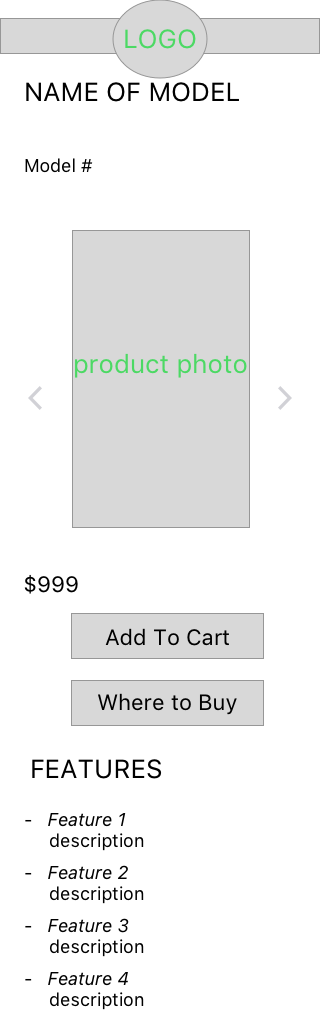 LOGO
NAME OF MODEL
Model #
product photo
$999
Add To Cart
Where to Buy
FEATURES
- Feature 1
description
- Feature 2
description
- Feature 3
description
- Feature 4
description